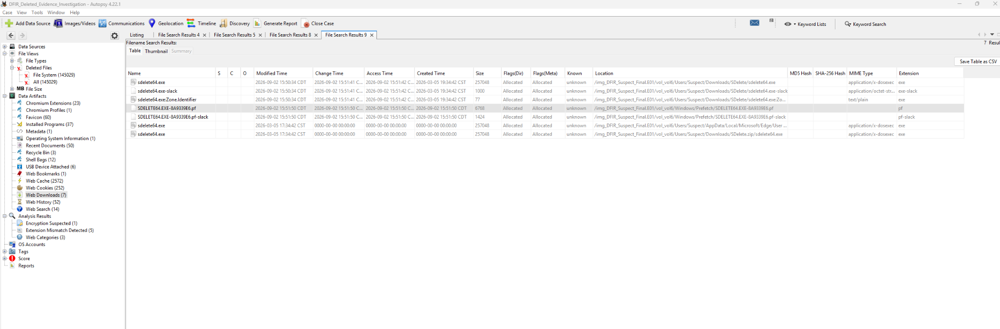 DFIR_Deleted_Evidence_Investigation - Autopsy 4.22.1
Case View Tools Window Help
Add Data Source Images/Videos Communications Geolocation Timeline Discovery Generate Report Close Case 2 Keyword Lists Keyword Search
Listing File Search Results 4 File Search Results 5 File Search Results 8 File Search Results 9
Filename Search Results: 7 Resul
Table Thumbnail Summary
Save Table as CSV
Data Sources
File Views
File Types
Deleted Files
File System (145029)
All (145029)
MB File Size
Data Artifacts
Chromium Extensions (23)
Chromium Profiles (1)
Favicon (60)
Installed Programs (37)
Metadata (1)
Operating System Information (1)
Recent Documents (50)
Recycle Bin (3)
Shell Bags (12)
USB Device Attached (6)
Web Bookmarks (1)
Web Cache (2572)
Web Cookies (252)
Web Downloads (7)
Web History (52)
Web Search (14)
Analysis Results
Encryption Suspected (1)
Extension Mismatch Detected (5)
Web Categories (3)
OS Accounts
Tags
Score
Reports
Name S C O Modified Time Change Time Access Time Created Time Size Flags(Dir) Flags(Meta) Known Location MD5 Hash SHA-256 Hash MIME Type Extension
sdelete64.exe 2026-09-02 15:50:34 CDT 2026-09-02 15:51:41 C... 2026-09-02 15:51:42 C... 2026-03-05 19:34:42 CST 257048 Allocated Allocated unknown /img_DFIR_Suspect_Final.E01/vol_vol6/Users/Suspect/Downloads/SDelete/sdelete64.exe application/x-dosexec exe
sdelete64.exe-slack 2026-09-02 15:50:34 CDT 2026-09-02 15:51:41 C... 2026-09-02 15:51:42 C... 2026-03-05 19:34:42 CST 1000 Allocated Allocated unknown /img_DFIR_Suspect_Final.E01/vol_vol6/Users/Suspect/Downloads/SDelete/sdelete64.exe-slack application/octet-str... exe-slack
sdelete64.exe:Zone.Identifier 2026-09-02 15:50:34 CDT 2026-09-02 15:51:41 C... 2026-09-02 15:51:42 C... 2026-03-05 19:34:42 CST 77 Allocated Allocated unknown /img_DFIR_Suspect_Final.E01/vol_vol6/Users/Suspect/Downloads/SDelete/sdelete64.exe:Zo... text/plain exe
SDELETE64.EXE-8A9339E6.pf 2026-09-02 15:51:50 CDT 2026-09-02 15:51:50 C... 2026-09-02 15:51:50 C... 2026-09-02 15:51:50 CDT 6768 Allocated Allocated unknown /img_DFIR_Suspect_Final.E01/vol_vol6/Windows/Prefetch/SDELETE64.EXE-8A9339E6.pf pf
SDELETE64.EXE-8A9339E6.pf-slack 2026-09-02 15:51:50 CDT 2026-09-02 15:51:50 C... 2026-09-02 15:51:50 C... 2026-09-02 15:51:50 CDT 1424 Allocated Allocated unknown /img_DFIR_Suspect_Final.E01/vol_vol6/Windows/Prefetch/SDELETE64.EXE-8A9339E6.pf-slack pf-slack
sdelete64.exe 2026-03-05 17:34:42 CST 0000-00-00 00:00:00 0000-00-00 00:00:00 0000-00-00 00:00:00 257048 Allocated Allocated unknown /img_DFIR_Suspect_Final.E01/vol_vol6/Users/Suspect/AppData/Local/Microsoft/Edge/User ... application/x-dosexec exe
sdelete64.exe 2026-03-05 17:34:42 CST 0000-00-00 00:00:00 0000-00-00 00:00:00 0000-00-00 00:00:00 257048 Allocated Allocated unknown /img_DFIR_Suspect_Final.E01/vol_vol6/Users/Suspect/Downloads/SDelete.zip/sdelete64.exe application/x-dosexec exe